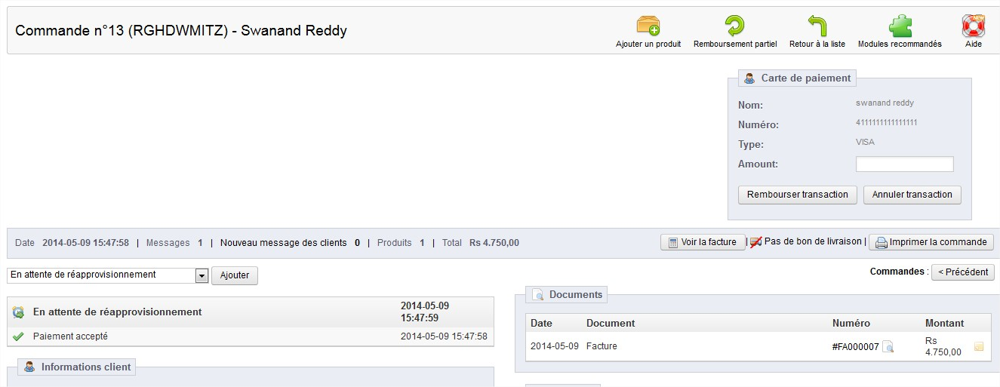 Commande n°13 (RGHDWMITZ) - Swanand Reddy
Ajouter un produit
Remboursement partiel
Retour à la liste
Modules recommandés
NEW
Aide
Carte de paiement
Nom: swanand reddy
Numéro: 4111111111111111
Type: VISA
Amount:
Rembourser transaction
Annuler transaction
Date 2014-05-09 15:47:58 | Messages 1 | Nouveau message des clients 0 | Produits 1 | Total Rs 4.750,00
Voir la facture | Pas de bon de livraison | Imprimer la commande
En attente de réapprovisionnement
Ajouter
Commandes : < Précédent
En attente de réapprovisionnement 2014-05-09 15:47:59
Paiement accepté 2014-05-09 15:47:58
Informations client
Documents
Date Document Numéro Montant
2014-05-09 Facture #FA000007 Rs 4.750,00